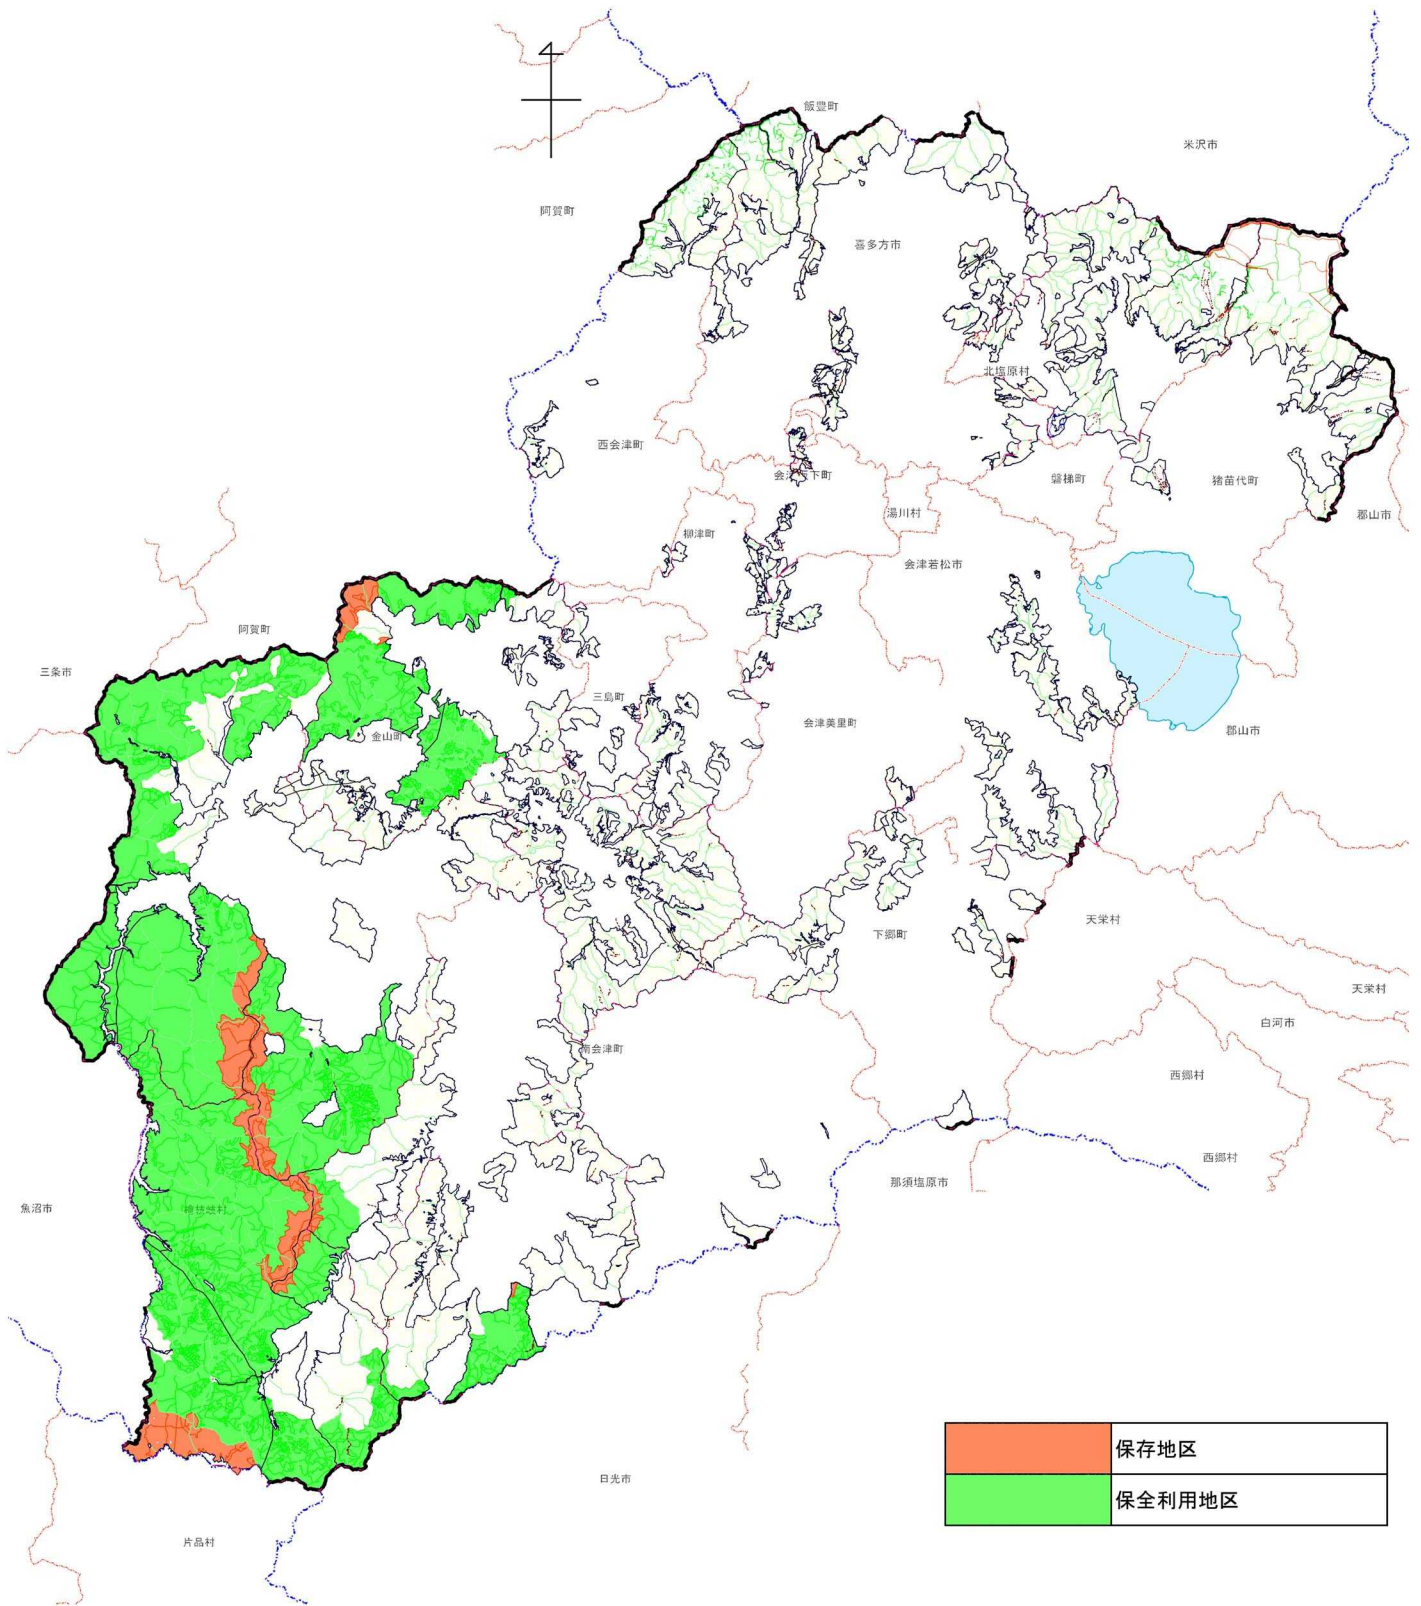 飯豊町
米沢市
阿賀町
喜多方市
北塩原村
西会津町
会津坂下町
磐梯町
猪苗代町
湯川村
郡山市
柳津町
会津若松市
阿賀町
三条市
三島町
会津美里町
郡山市
金山町
天栄村
下郷町
天栄村
白河市
南会津町
西郷村
西郷村
那須塩原市
魚沼市
檜枝岐村
保存地区
日光市
保全利用地区
片品村